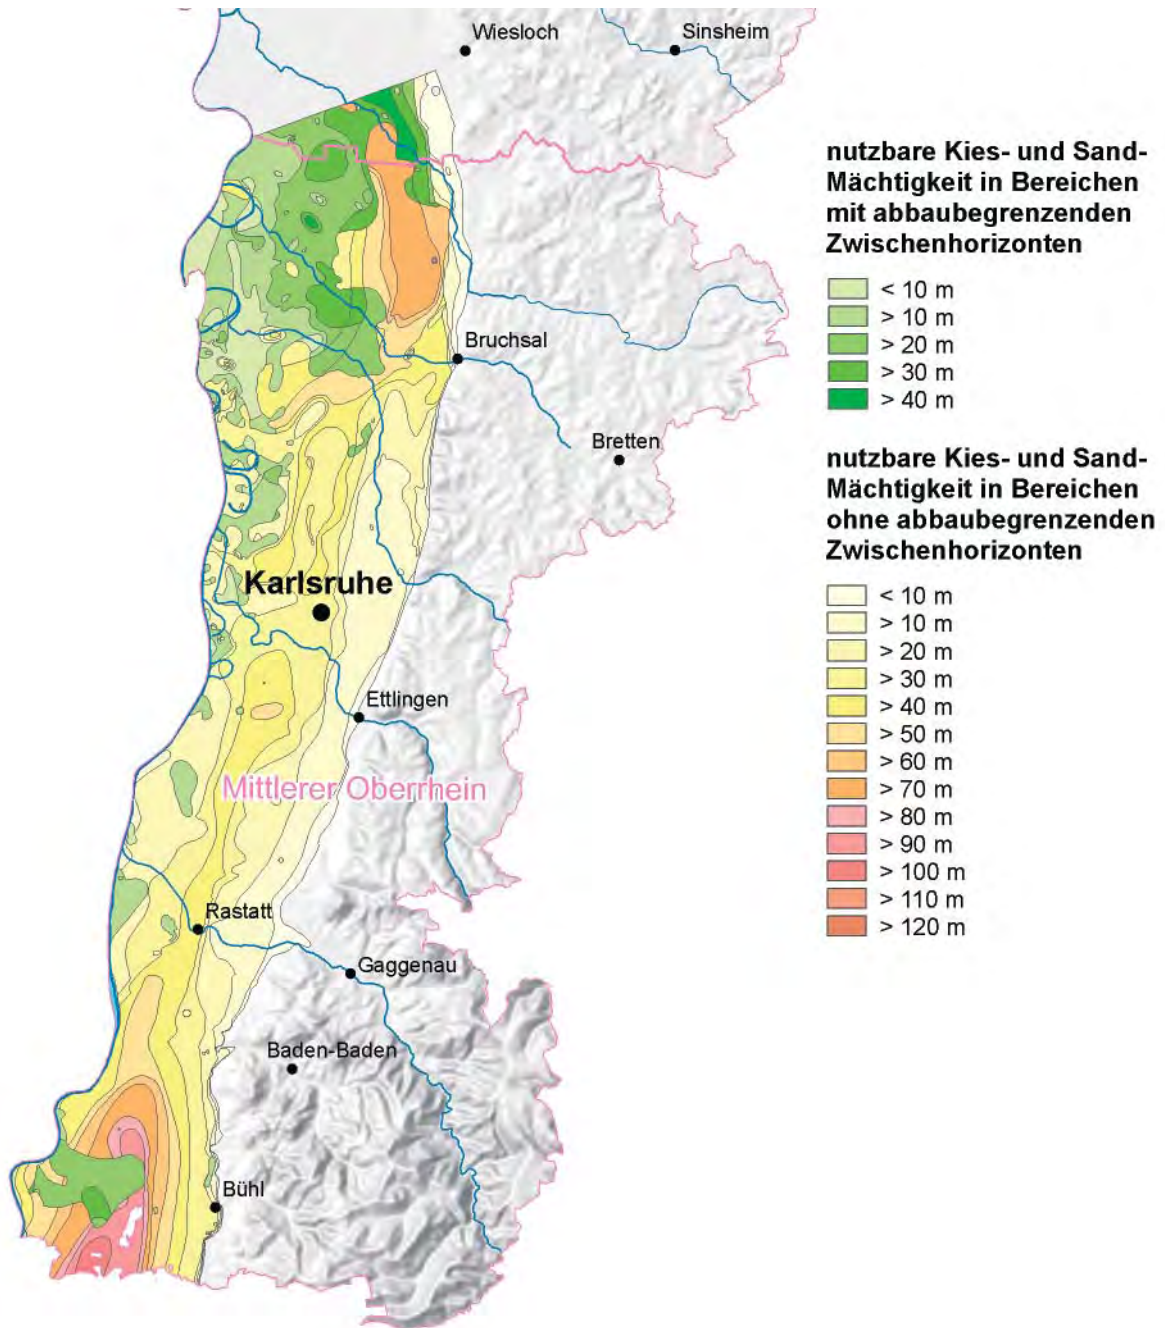 Wiesloch
Sinsheim
Bruchsal
Bretten
Karlsruhe
Ettlingen
Mittlerer Oberrhein
Rastatt
Gaggenau
Baden-Baden
Bühl
nutzbare Kies- und Sand-
Mächtigkeit in Bereichen
mit abbaubegrenzenden
Zwischenhorizonten
< 10 m
> 10 m
> 20 m
> 30 m
> 40 m
nutzbare Kies- und Sand-
Mächtigkeit in Bereichen
ohne abbaubegrenzenden
Zwischenhorizonten
< 10 m
> 10 m
> 20 m
> 30 m
> 40 m
> 50 m
> 60 m
> 70 m
> 80 m
> 90 m
> 100 m
> 110 m
> 120 m